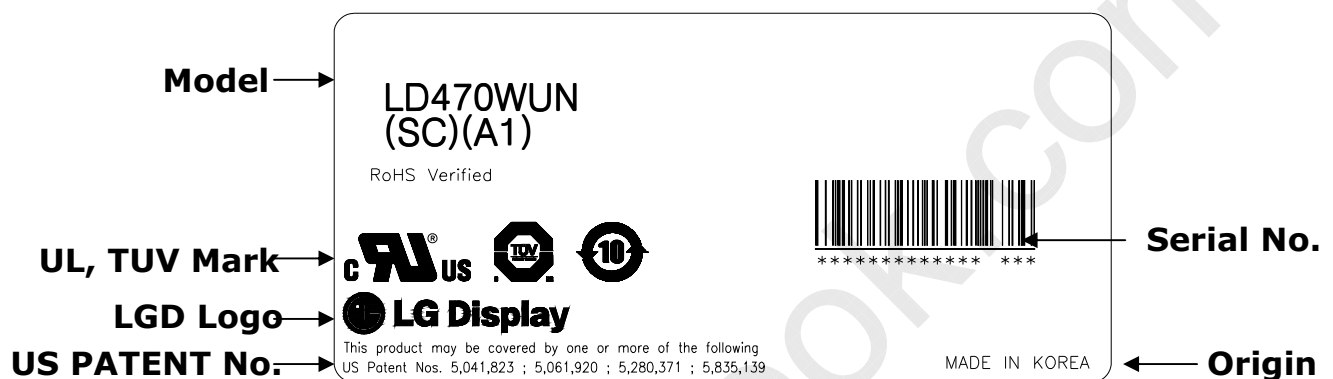 Model
LD470WUN
(SC)(A1)
RoHS Verified
UL, TUV Mark
c RU ® US
TUV
10
Serial No.
************* ***
LGD Logo
LG Display
US PATENT No.
This product may be covered by one or more of the following
US Patent Nos. 5,041,823 ; 5,061,920 ; 5,280,371 ; 5,835,139
MADE IN KOREA
Origin